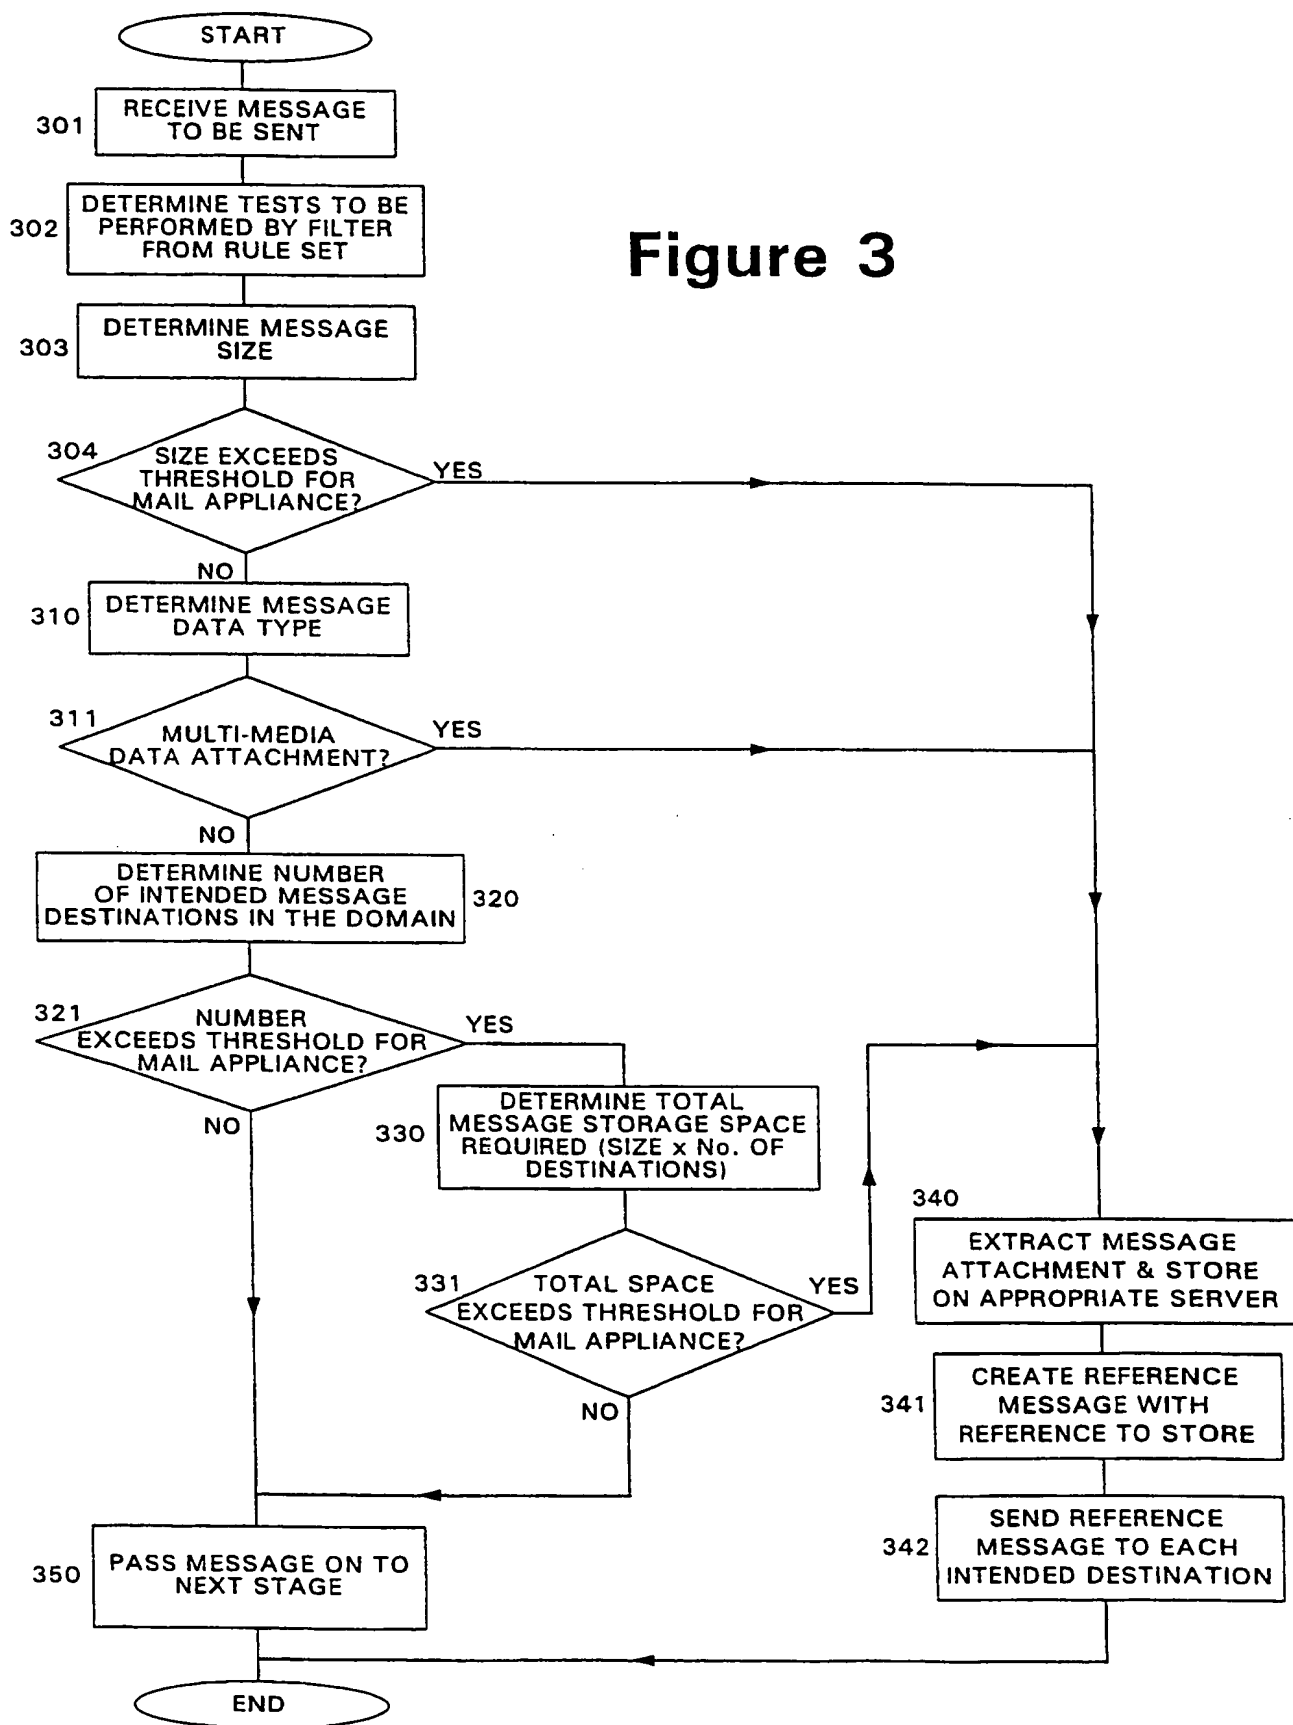 START
301
RECEIVE MESSAGE
TO BE SENT
302
DETERMINE TESTS TO BE
PERFORMED BY FILTER
FROM RULE SET
Figure 3
303
DETERMINE MESSAGE
SIZE
304
SIZE EXCEEDS
THRESHOLD FOR
MAIL APPLIANCE?
YES
NO
310
DETERMINE MESSAGE
DATA TYPE
311
MULTI-MEDIA
DATA ATTACHMENT?
YES
NO
DETERMINE NUMBER
OF INTENDED MESSAGE
DESTINATIONS IN THE DOMAIN
320
321
NUMBER
EXCEEDS THRESHOLD FOR
MAIL APPLIANCE?
YES
NO
330
DETERMINE TOTAL
MESSAGE STORAGE SPACE
REQUIRED (SIZE x No. OF
DESTINATIONS)
331
TOTAL SPACE
EXCEEDS THRESHOLD FOR
MAIL APPLIANCE?
YES
NO
340
EXTRACT MESSAGE
ATTACHMENT & STORE
ON APPROPRIATE SERVER
341
CREATE REFERENCE
MESSAGE WITH
REFERENCE TO STORE
342
SEND REFERENCE
MESSAGE TO EACH
INTENDED DESTINATION
350
PASS MESSAGE ON TO
NEXT STAGE
END